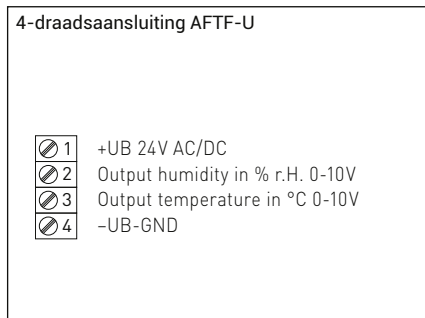 4-draadsaansluiting AFTF-U
1 +UB 24V AC/DC
2 Output humidity in % r.H. 0-10V
3 Output temperature in °C 0-10V
4 –UB-GND